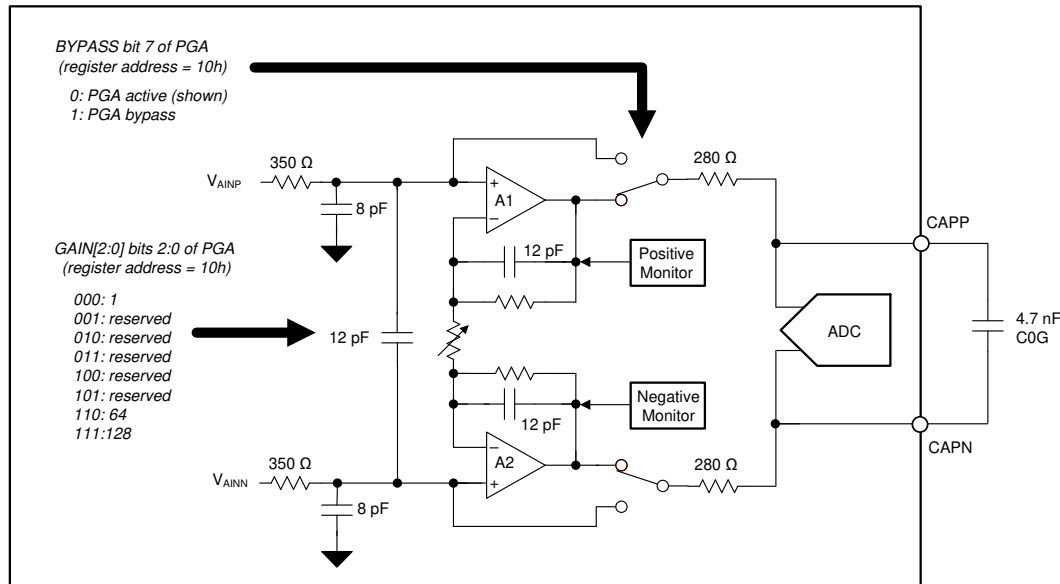 BYPASS bit 7 of PGA
(register address = 10h)
0: PGA active (shown)
1: PGA bypass
350 Ω
280 Ω
VAINP
+
A1
8 pF
−
CAPP
GAIN[2:0] bits 2:0 of PGA
(register address = 10h)
12 pF
Positive
Monitor
000: 1
001: reserved
010: reserved
011: reserved
100: reserved
101: reserved
110: 64
111:128
12 pF
ADC
4.7 nF
C0G
12 pF
Negative
Monitor
CAPN
350 Ω
−
A2
280 Ω
VAINN
+
8 pF